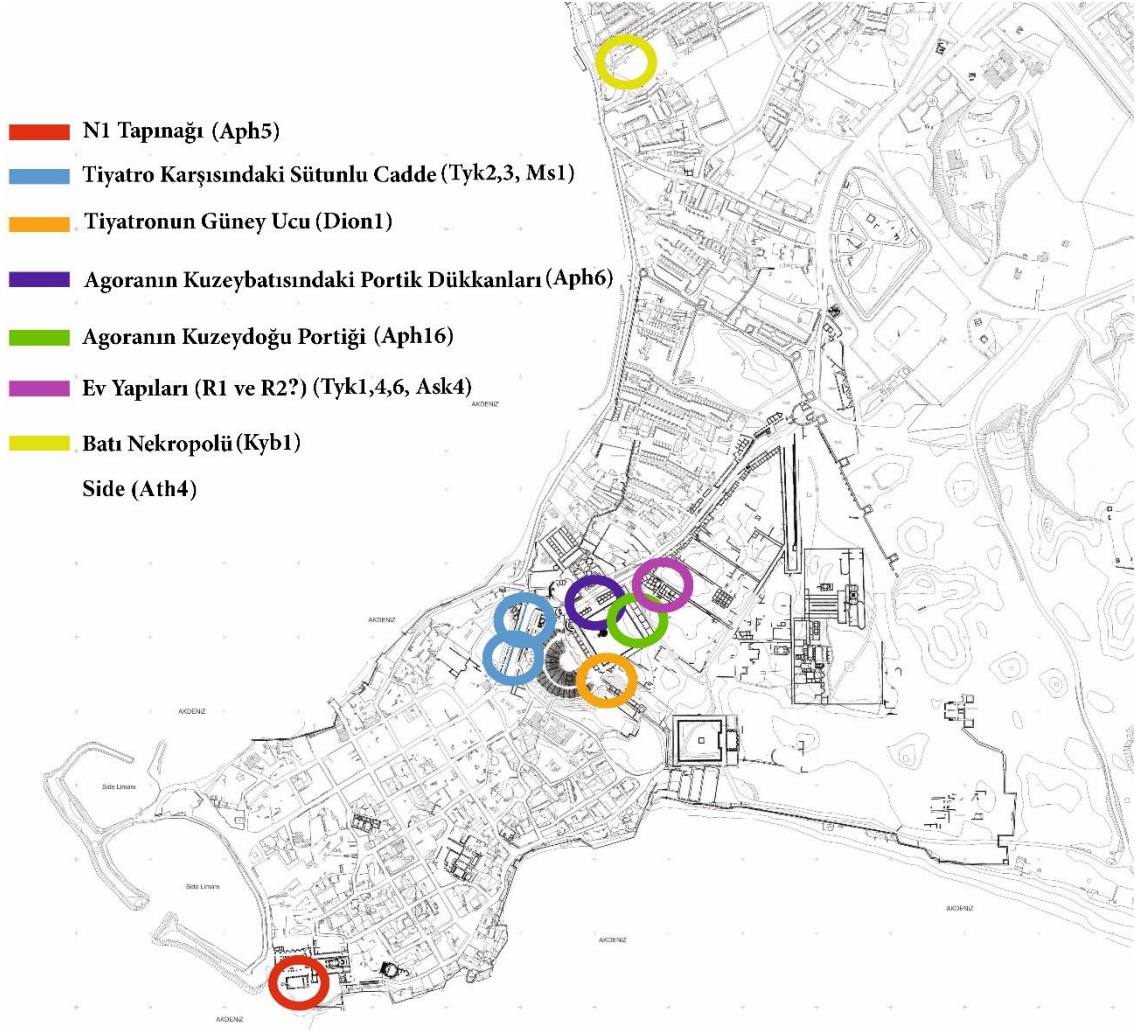 N1 Tapınağı (Aph5)
Tiyatro Karşısındaki Sütunlu Cadde (Tyk2,3, Ms1)
Tiyatronun Güney Ucu (Dion1)
Agoranın Kuzeybatısındaki Portik Dükkanları (Aph6)
Agoranın Kuzeydoğu Portiği (Aph16)
Ev Yapıları (R1 ve R2?) (Tyk1,4,6, Ask4)
AKDENİZ
Batı Nekropolü (Kyb1)
Side (Ath4)
AKDENİZ
AKDENİZ
Side Limanı
Side Limanı
AKDENİZ
AKDENİZ
AKDENİZ